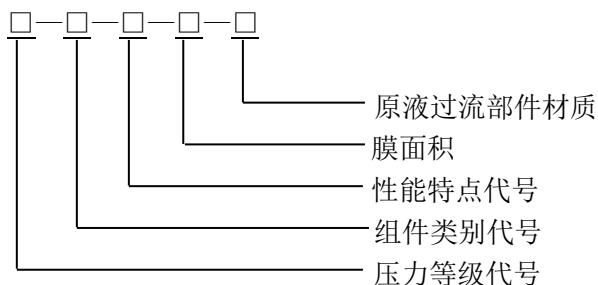 □—□—□—□—□
原液过流部件材质
膜面积
性能特点代号
组件类别代号
压力等级代号